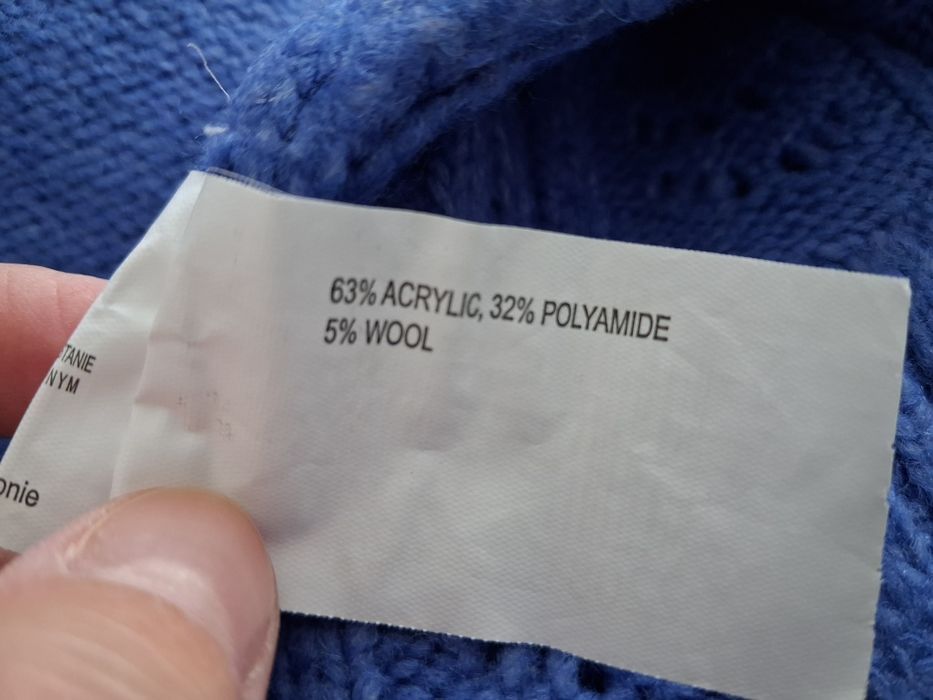 63% ACRYLIC, 32% POLYAMIDE
5% WOOL
TANIE
NYM
onie